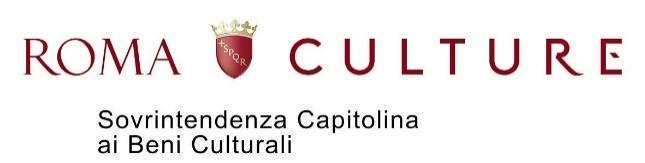 ROMA SPQR CULTURE
Sovrintendenza Capitolina
ai Beni Culturali